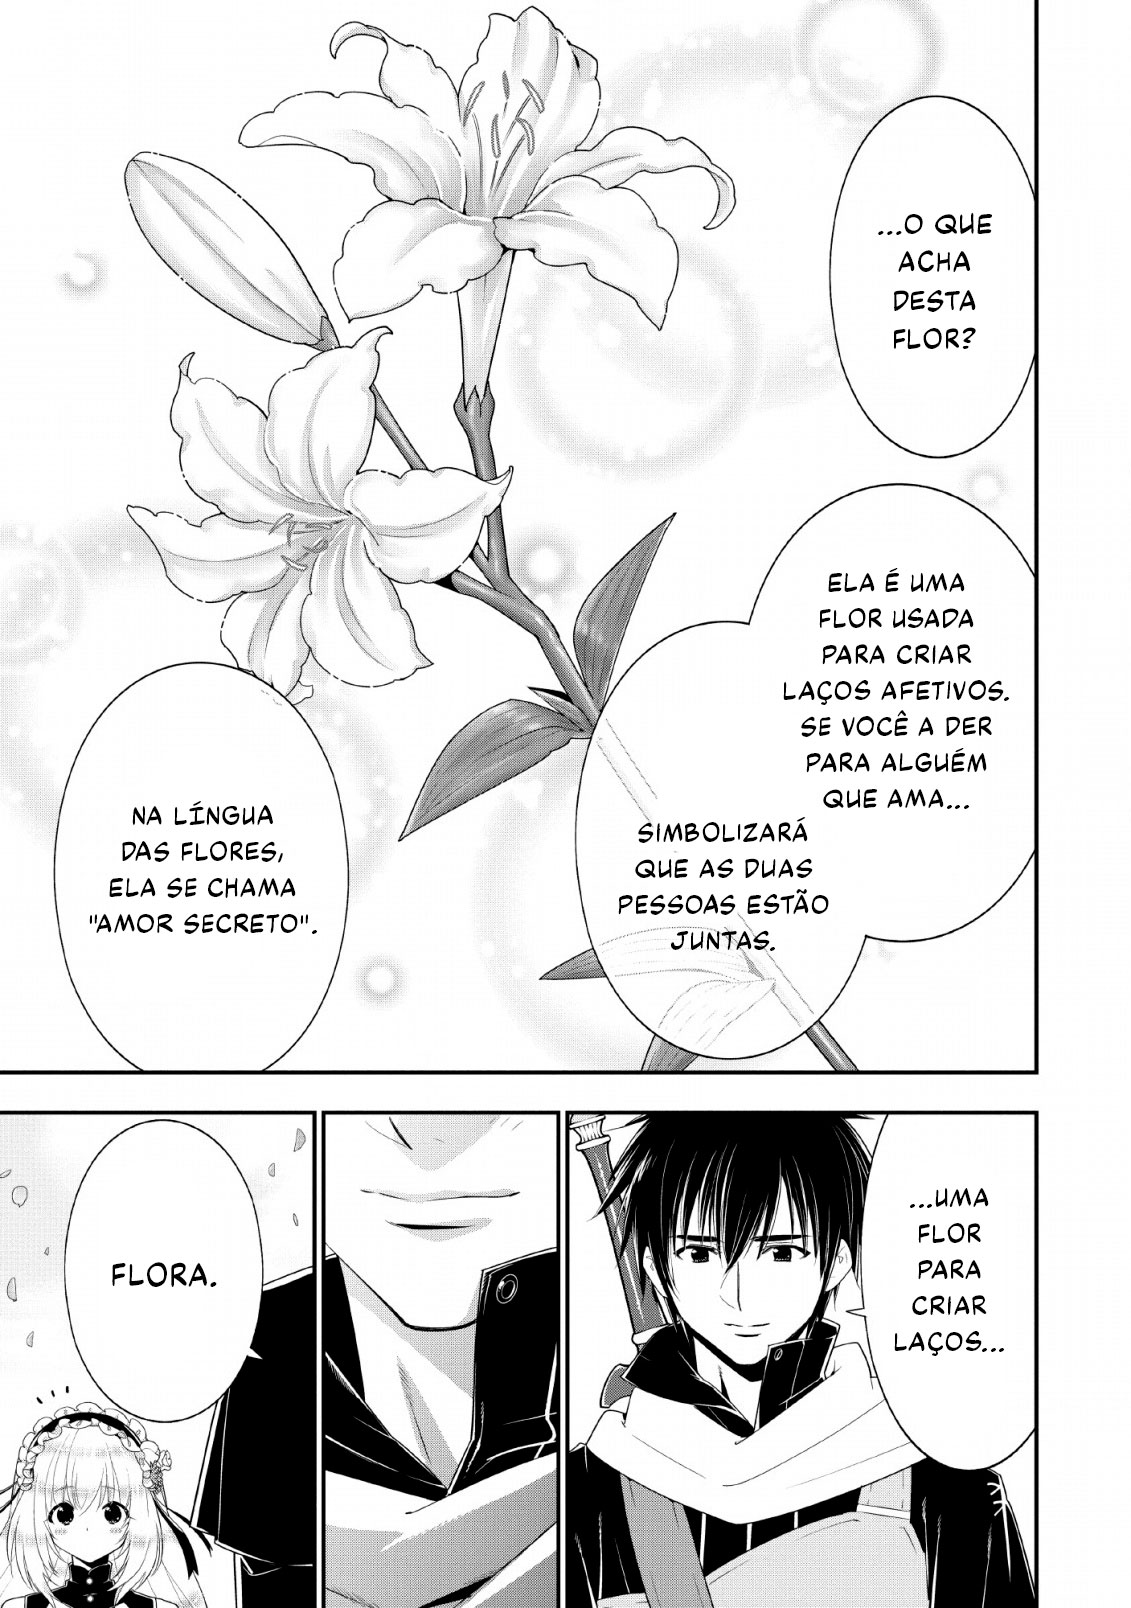 ...O QUE
ACHA
DESTA
FLOR?
ELA É UMA
FLOR USADA
PARA CRIAR
LAÇOS AFETIVOS.
SE VOCÊ A DER
PARA ALGUÉM
QUE AMA...
SIMBOLIZARÁ
QUE AS DUAS
PESSOAS ESTÃO
JUNTAS.
NA LÍNGUA
DAS FLORES,
ELA SE CHAMA
"AMOR SECRETO".
...UMA
FLOR
PARA
CRIAR
LAÇOS...
FLORA.